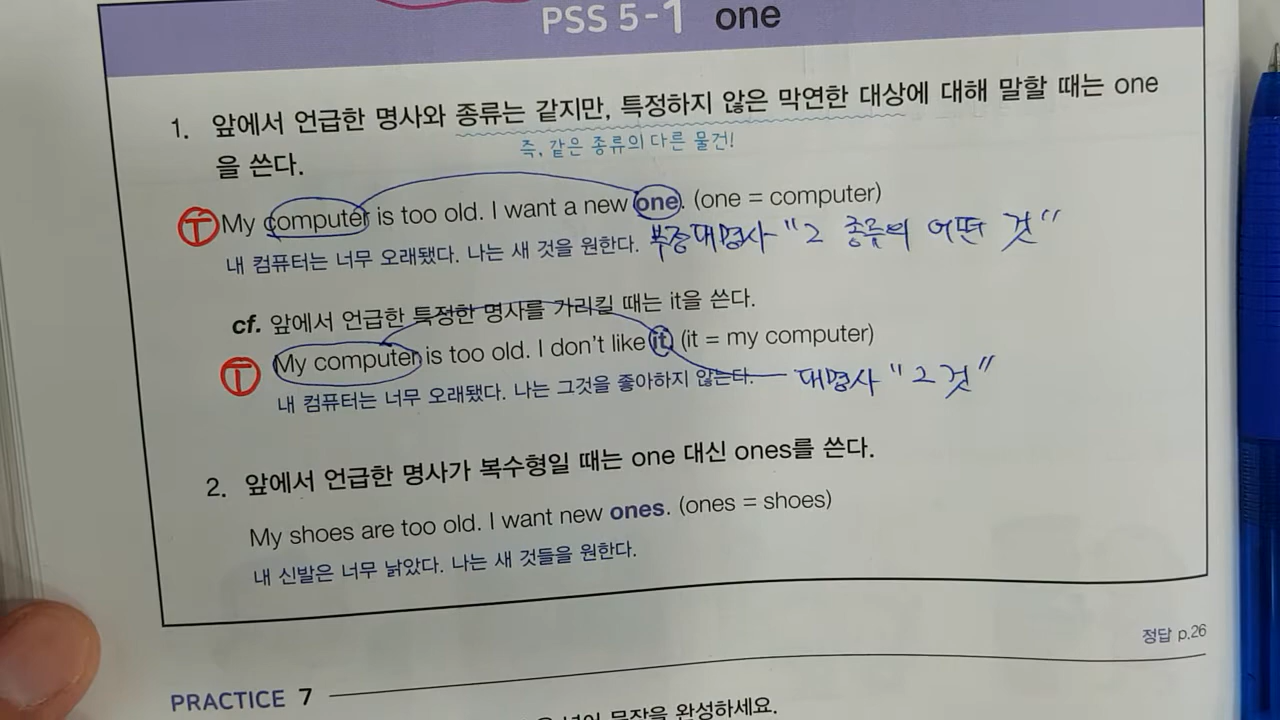 PSS 5-1 one
1. 앞에서 언급한 명사와 종류는 같지만, 특정하지 않은 막연한 대상에 대해 말할 때는 one
을 쓴다.
즉, 같은 종류의 다른 물건!
Ⓣ My computer is too old. I want a new one. (one = computer)
내 컴퓨터는 너무 오래됐다. 나는 새 것을 원한다. 부정대명사 "그 종류의 어떤 것"
cf. 앞에서 언급한 특정한 명사를 가리킬 때는 it을 쓴다.
Ⓣ My computer is too old. I don't like it. (it = my computer)
내 컴퓨터는 너무 오래됐다. 나는 그것을 좋아하지 않는다. 대명사 "그것"
2. 앞에서 언급한 명사가 복수형일 때는 one 대신 ones를 쓴다.
My shoes are too old. I want new ones. (ones = shoes)
내 신발은 너무 낡았다. 나는 새 것들을 원한다.
정답 p.26
PRACTICE 7
문장을 완성하세요.